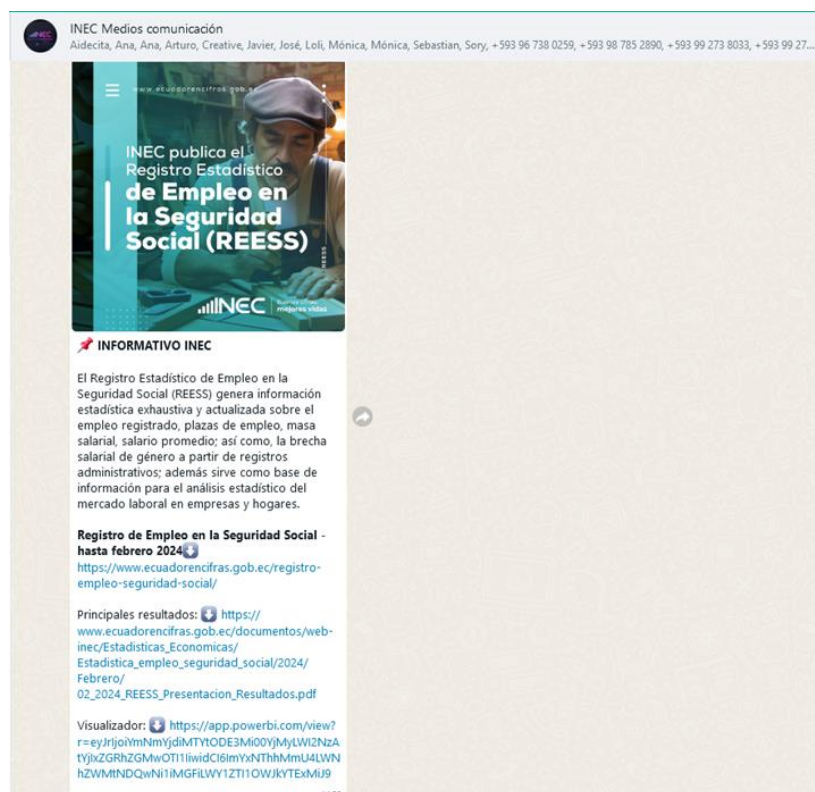 INEC Medios comunicación
Aidecita, Ana, Ana, Arturo, Creative, Javier, José, Loli, Mónica, Mónica, Sebastian, Sory, +593 96 738 0259, +593 98 785 2890, +593 99 273 8033, +593 99 27...
www.ecuadorencifras.gob.ec
INEC publica el
Registro Estadístico
de Empleo en
la Seguridad
Social (REESS)
REESS
INEC
Buenas cifras,
mejores vidas
📌 INFORMATIVO INEC
El Registro Estadístico de Empleo en la
Seguridad Social (REESS) genera información
estadística exhaustiva y actualizada sobre el
empleo registrado, plazas de empleo, masa
salarial, salario promedio; así como, la brecha
salarial de género a partir de registros
administrativos; además sirve como base de
información para el análisis estadístico del
mercado laboral en empresas y hogares.
Registro de Empleo en la Seguridad Social -
hasta febrero 2024⬇️
https://www.ecuadorencifras.gob.ec/registro-
empleo-seguridad-social/
Principales resultados: ⬇️ https://
www.ecuadorencifras.gob.ec/documentos/web-
inec/Estadisticas_Economicas/
Estadistica_empleo_seguridad_social/2024/
Febrero/
02_2024_REESS_Presentacion_Resultados.pdf
Visualizador: ⬇️ https://app.powerbi.com/view?
r=eyJrIjoiYmNmYjdiMTYtODE3Mi00YjMyLWI2NzA
tYjIxZGRhZGMwOTI1IiwidCI6ImYxNThhMmU4LWN
hZWMtNDQwNi1iMGFiLWY1ZTI1OWJkYTExMiJ9